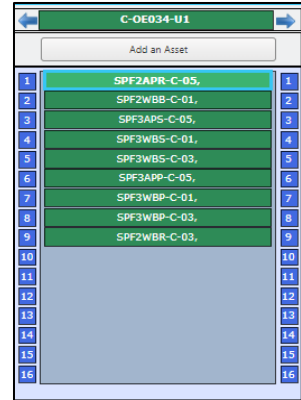 C-OE034-U1
Add an Asset
1 SPF2APR-C-05, 1
2 SPF2WBB-C-01, 2
3 SPF3APS-C-05, 3
4 SPF3WBS-C-01, 4
5 SPF3WBS-C-03, 5
6 SPF3APP-C-05, 6
7 SPF3WBP-C-01, 7
8 SPF3WBP-C-03, 8
9 SPF2WBR-C-03, 9
10 10
11 11
12 12
13 13
14 14
15 15
16 16